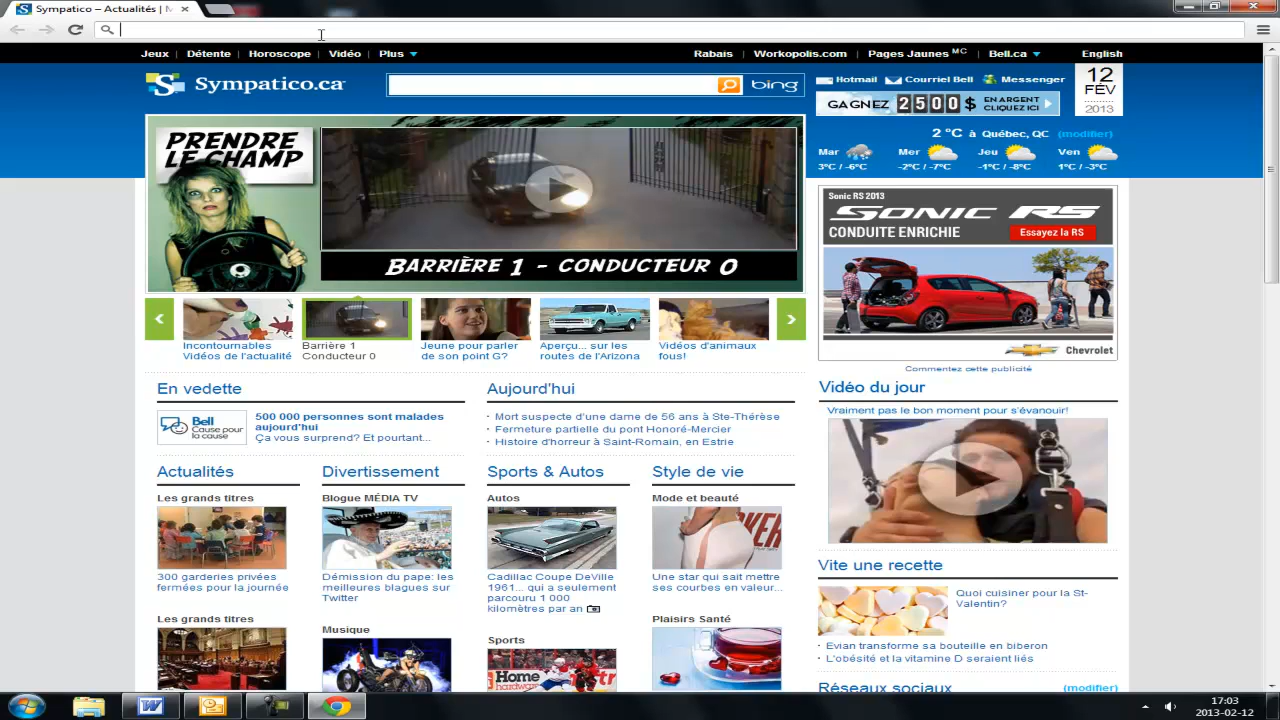 Sympatico – Actualités | M
Jeux | Détente | Horoscope | Vidéo | Plus
Rabais | Workopolis.com | Pages Jaunes MC | Bell.ca
English
Sympatico.ca
bing
Hotmail Courriel Bell Messenger
GAGNEZ 2500 $ EN ARGENT
CLIQUEZ ICI
12
FÉV
2013
2 °C à Québec, QC (modifier)
Mar Mer Jeu Ven
3°C / -6°C -2°C / -7°C -1°C / -8°C 1°C / -3°C
PRENDRE
LE CHAMP
BARRIÈRE 1 - CONDUCTEUR 0
Incontournables
Vidéos de l'actualité
Barrière 1
Conducteur 0
Jeune pour parler
de son point G?
Aperçu... sur les
routes de l'Arizona
Vidéos d'animaux
fous!
Sonic RS 2013
SONIC RS
CONDUITE ENRICHIE
Essayez la RS
Chevrolet
Commentez cette publicité
En vedette
Bell
Cause pour
la cause
500 000 personnes sont malades
aujourd'hui
Ça vous surprend? Et pourtant...
Aujourd'hui
· Mort suspecte d'une dame de 56 ans à Ste-Thérèse
· Fermeture partielle du pont Honoré-Mercier
· Histoire d'horreur à Saint-Romain, en Estrie
Vidéo du jour
Vraiment pas le bon moment pour s'évanouir!
Actualités
Les grands titres
300 garderies privées
fermées pour la journée
Les grands titres
Divertissement
Blogue MÉDIA TV
Démission du pape: les
meilleures blagues sur
Twitter
Musique
Sports & Autos
Autos
Cadillac Coupe DeVille
1961... qui a seulement
parcouru 1 000
kilomètres par an
Sports
Home
hardware
Style de vie
Mode et beauté
Une star qui sait mettre
ses courbes en valeur...
Plaisirs Santé
Vite une recette
Quoi cuisiner pour la St-
Valentin?
· Evian transforme sa bouteille en biberon
· L'obésité et la vitamine D seraient liés
Réseaux sociaux (modifier)
17:03
2013-02-12